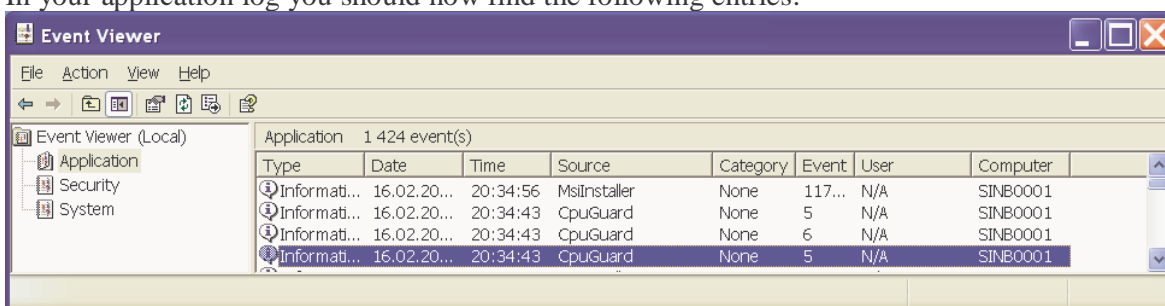 In your application log you should now find the following entries:
Event Viewer
File Action View Help
Event Viewer (Local)
Application
Security
System
Application 1 424 event(s)
Type Date Time Source Category Event User Computer
Informati... 16.02.20... 20:34:56 MsiInstaller None 117... N/A SINB0001
Informati... 16.02.20... 20:34:43 CpuGuard None 5 N/A SINB0001
Informati... 16.02.20... 20:34:43 CpuGuard None 6 N/A SINB0001
Informati... 16.02.20... 20:34:43 CpuGuard None 5 N/A SINB0001